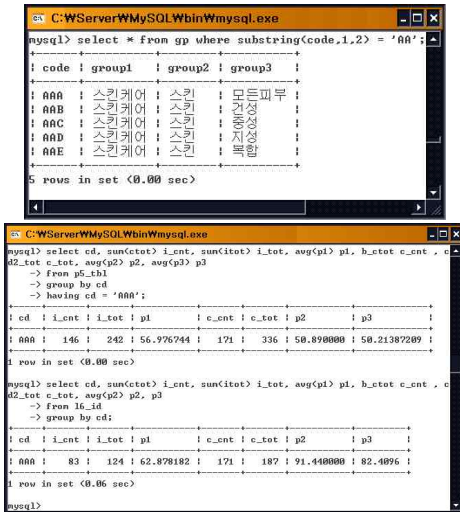 C:₩Server₩MySQL₩bin₩mysql.exe
mysql> select * from gp where substring(code,1,2) = 'AA';
+------+----------+--------+----------+
| code | group1 | group2 | group3 |
+------+----------+--------+----------+
| AAA | 스킨케어 | 스킨 | 모든피부 |
| AAB | 스킨케어 | 스킨 | 건성 |
| AAC | 스킨케어 | 스킨 | 중성 |
| AAD | 스킨케어 | 스킨 | 지성 |
| AAE | 스킨케어 | 스킨 | 복합 |
+------+----------+--------+----------+
5 rows in set (0.00 sec)
C:₩Server₩MySQL₩bin₩mysql.exe
mysql> select cd, sum(ctot) i_cnt, sum(itot) i_tot, avg(p1) p1, b_ctot c_cnt , c
d2_tot c_tot, avg(p2) p2, avg(p3) p3
-> from p5_tbl
-> group by cd
-> having cd = 'AAA';
+-----+-------+-------+-----------+-------+-------+-----------+-------------+
| cd | i_cnt | i_tot | p1 | c_cnt | c_tot | p2 | p3 |
+-----+-------+-------+-----------+-------+-------+-----------+-------------+
| AAA | 146 | 242 | 56.976744 | 171 | 336 | 50.890000 | 50.21387209 |
+-----+-------+-------+-----------+-------+-------+-----------+-------------+
1 row in set (0.00 sec)
mysql> select cd, sum(ctot) i_cnt, sum(itot) i_tot, avg(p1) p1, b_ctot c_cnt , c
d2_tot c_tot, avg(p2) p2, p3
-> from l6_id
-> group by cd;
+-----+-------+-------+-----------+-------+-------+-----------+---------+
| cd | i_cnt | i_tot | p1 | c_cnt | c_tot | p2 | p3 |
+-----+-------+-------+-----------+-------+-------+-----------+---------+
| AAA | 83 | 124 | 62.878182 | 171 | 187 | 91.440000 | 82.4096 |
+-----+-------+-------+-----------+-------+-------+-----------+---------+
1 row in set (0.06 sec)
mysql>